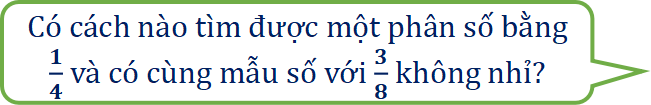 Có cách nào tìm được một phân số bằng
1/4 và có cùng mẫu số với 3/8 không nhỉ?